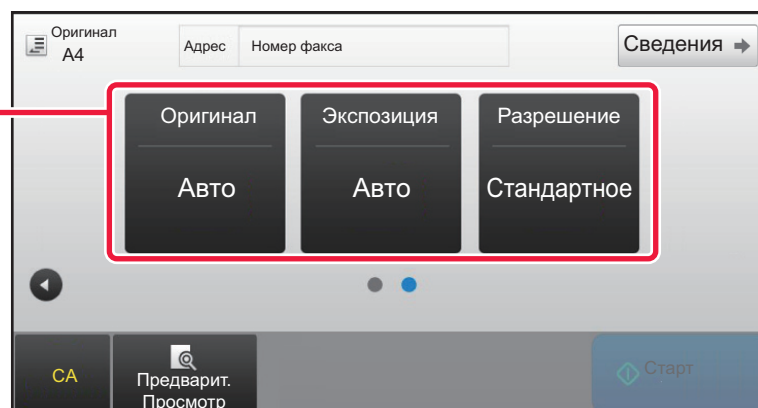 Оригинал
A4
Адрес
Номер факса
Сведения
Оригинал
Экспозиция
Разрешение
Авто
Авто
Стандартное
CA
Предварит.
Просмотр
Старт